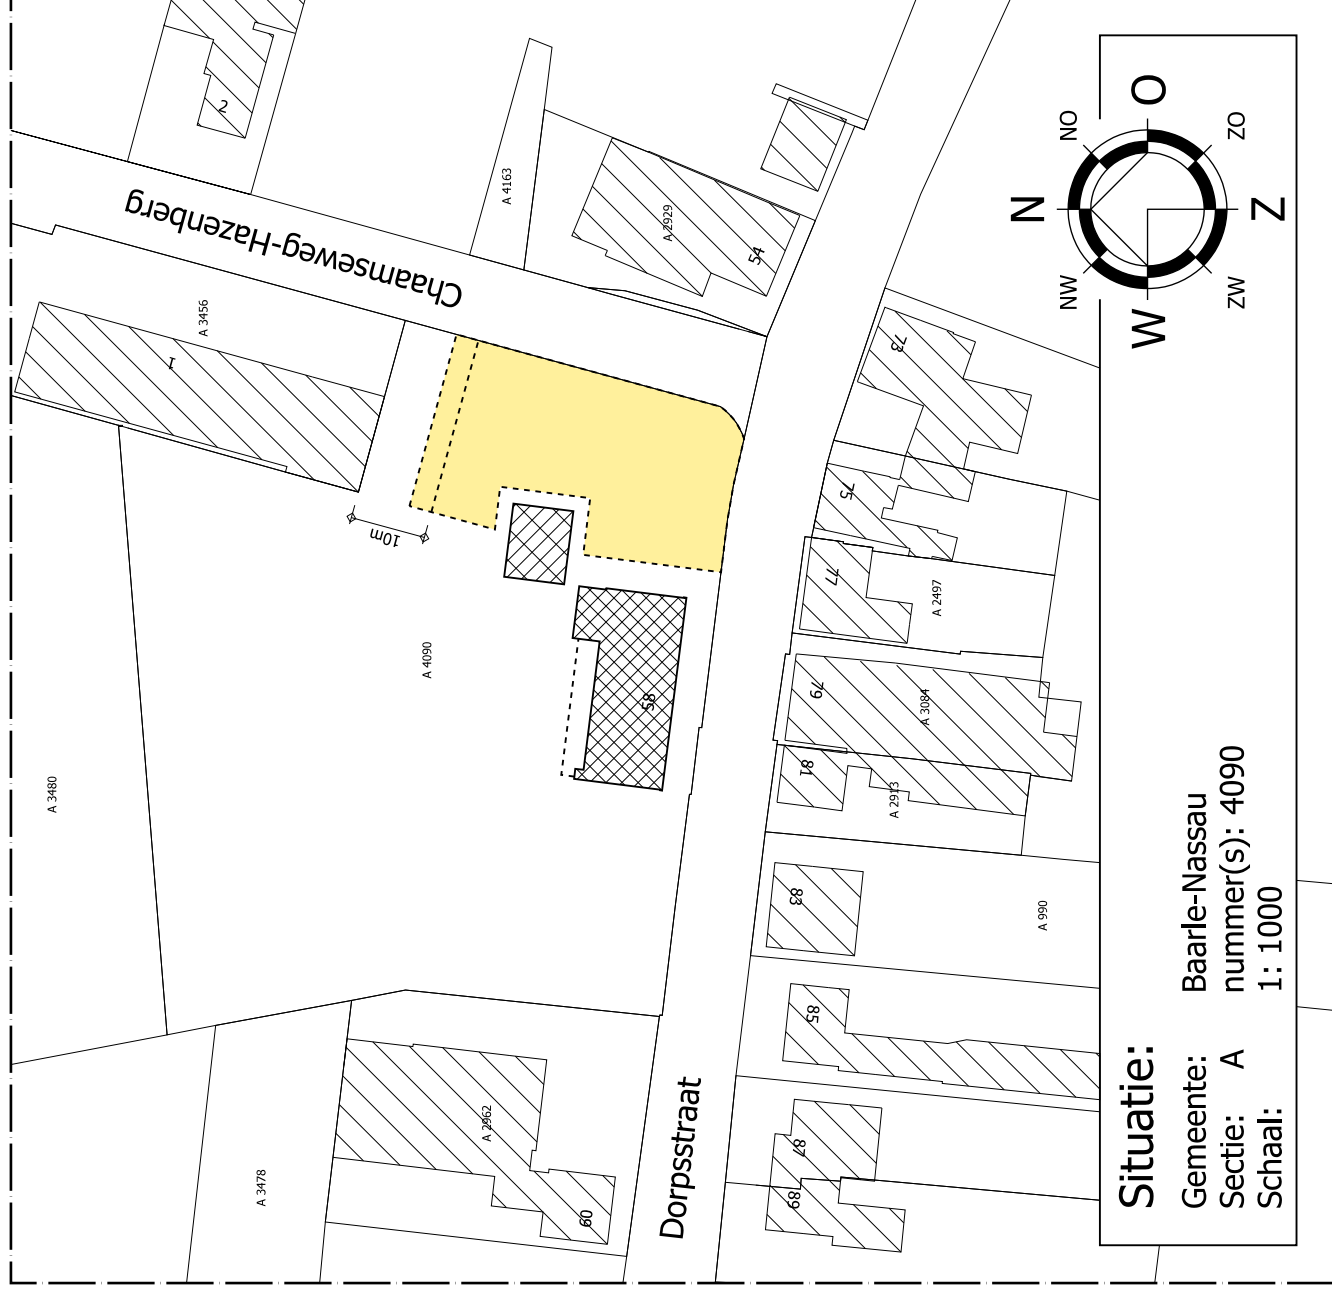 2
Chaamseweg-Hazenberg
A 4163
A 2929
54
A 3456
1
10m
A 4090
58
A 3480
A 3478
A 2962
60
Dorpsstraat
73
75
77
A 2497
79
A 3084
81
A 2913
83
A 990
85
87
89
N
NO
O
ZO
Z
ZW
W
NW
Situatie:
Gemeente: Baarle-Nassau
Sectie: A nummer(s): 4090
Schaal: 1: 1000